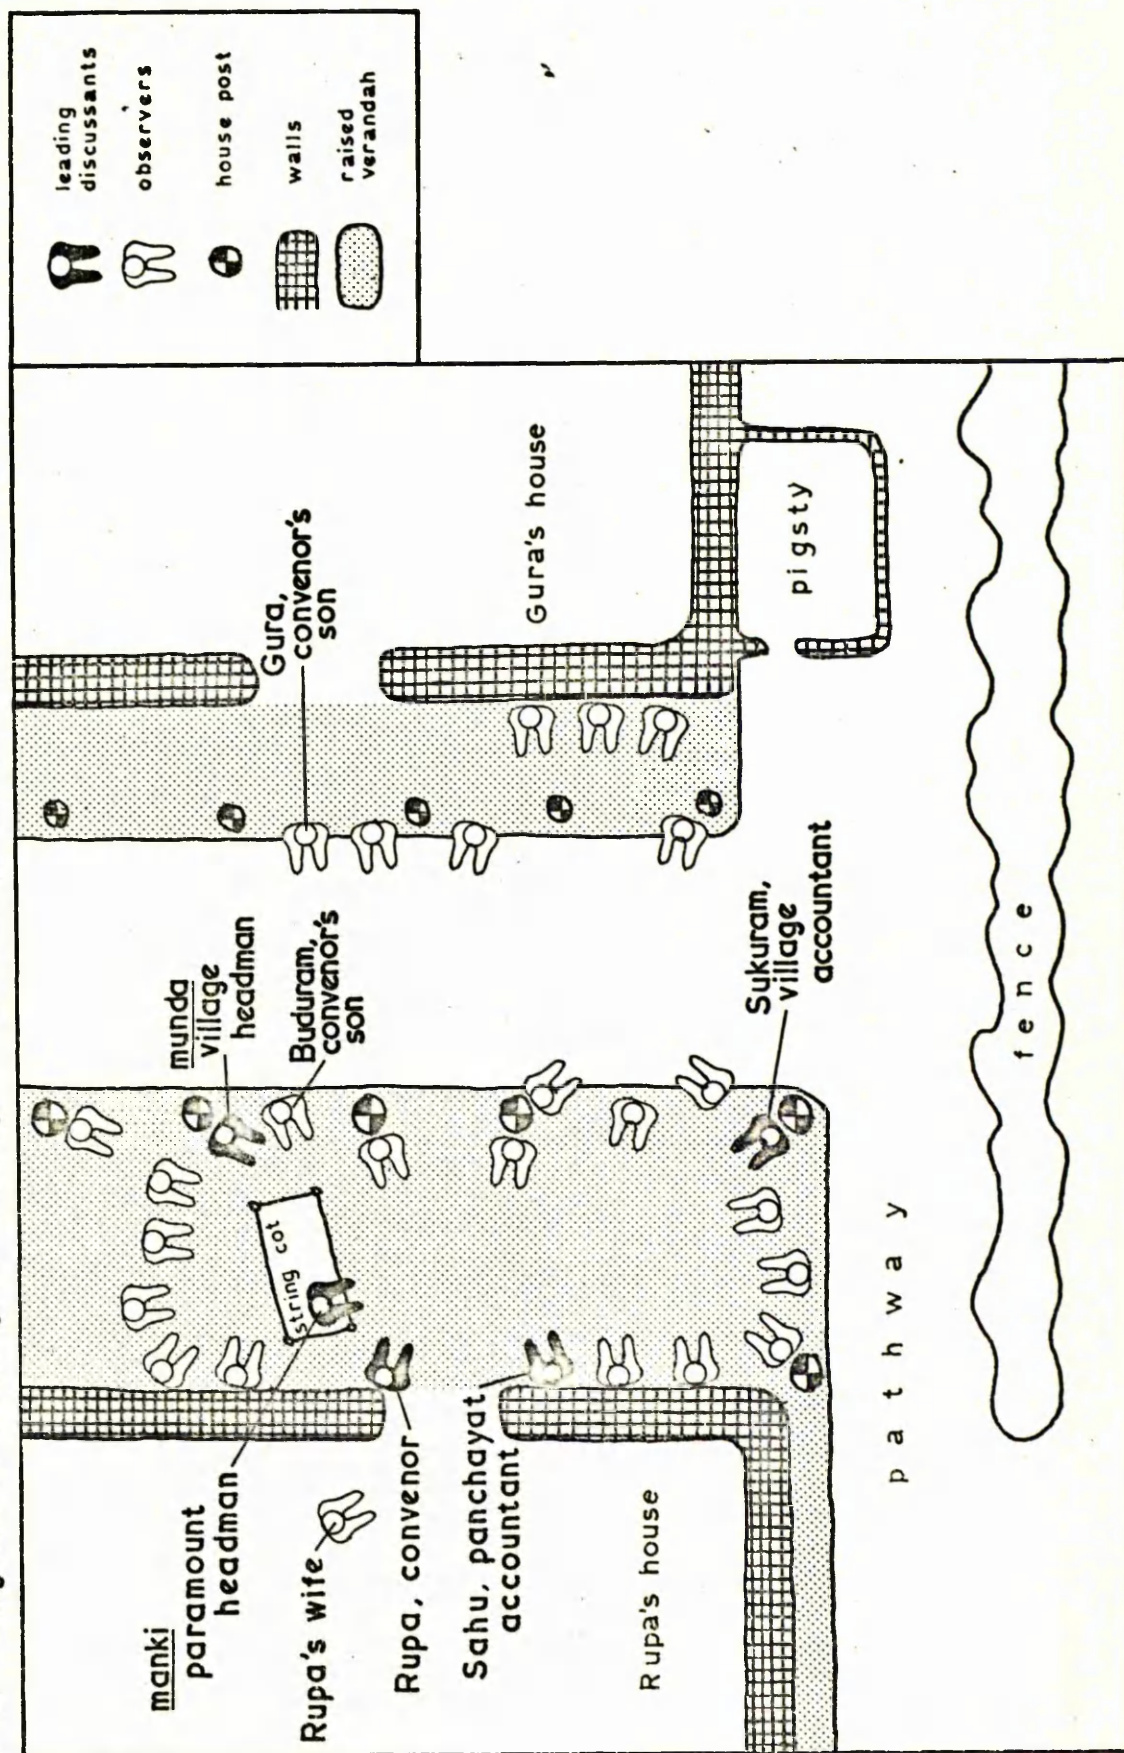 leading
discussants
observers
house post
walls
raised
verandah
manki
paramount
headman
Rupa's wife
Rupa, convenor
Sahu, panchayat
accountant
Rupa's house
string cot
munda
village
headman
Buduram,
convenor's
son
Sukuram,
village
accountant
Gura,
convenor's
son
Gura's house
pigsty
pathway
fence